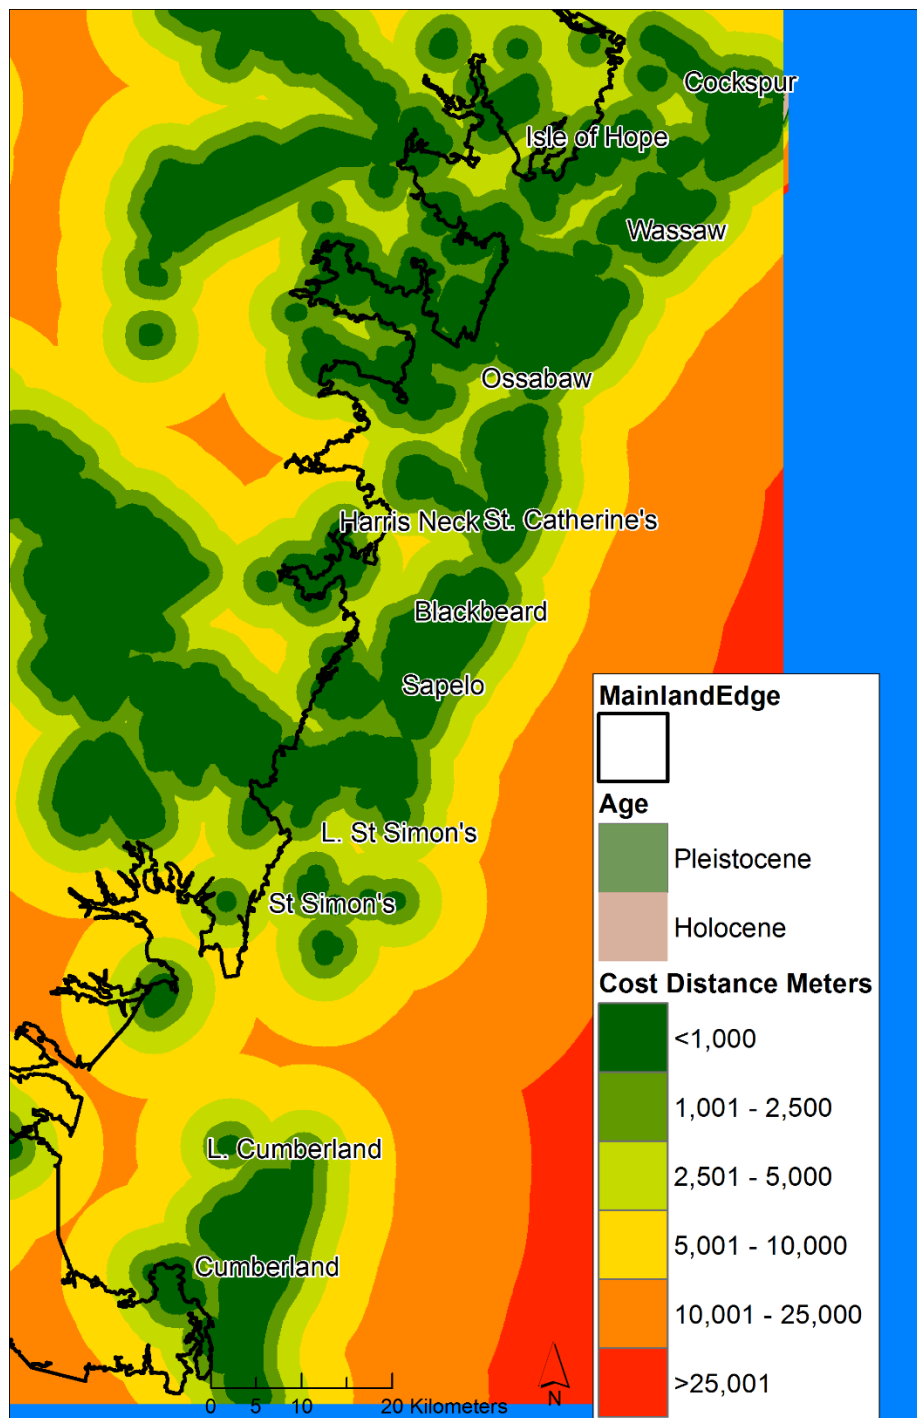 Cockspur
Isle of Hope
Wassaw
Ossabaw
Harris Neck
St. Catherine's
Blackbeard
Sapelo
L. St Simon's
St Simon's
L. Cumberland
Cumberland
MainlandEdge
Age
Pleistocene
Holocene
Cost Distance Meters
<1,000
1,001 - 2,500
2,501 - 5,000
5,001 - 10,000
10,001 - 25,000
>25,001
0 5 10 20 Kilometers
N